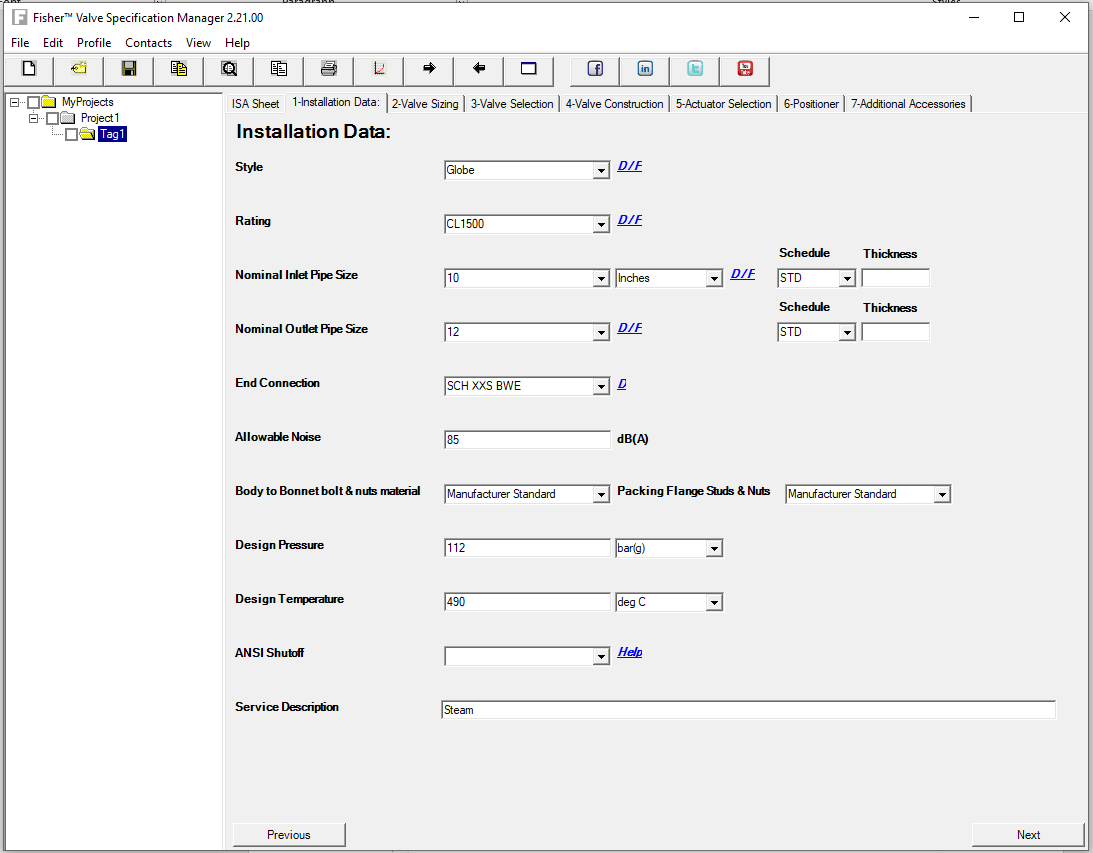 Fisher™ Valve Specification Manager 2.21.00
File Edit Profile Contacts View Help
MyProjects
Project1
Tag1
ISA Sheet 1-Installation Data: 2-Valve Sizing 3-Valve Selection 4-Valve Construction 5-Actuator Selection 6-Positioner 7-Additional Accessories
Installation Data:
Style Globe D/F
Rating CL1500 D/F
Schedule Thickness
Nominal Inlet Pipe Size 10 Inches D/F STD
Schedule Thickness
Nominal Outlet Pipe Size 12 D/F STD
End Connection SCH XXS BWE D
Allowable Noise 85 dB(A)
Body to Bonnet bolt & nuts material Manufacturer Standard Packing Flange Studs & Nuts Manufacturer Standard
Design Pressure 112 bar(g)
Design Temperature 490 deg C
ANSI Shutoff Help
Service Description Steam
Previous Next